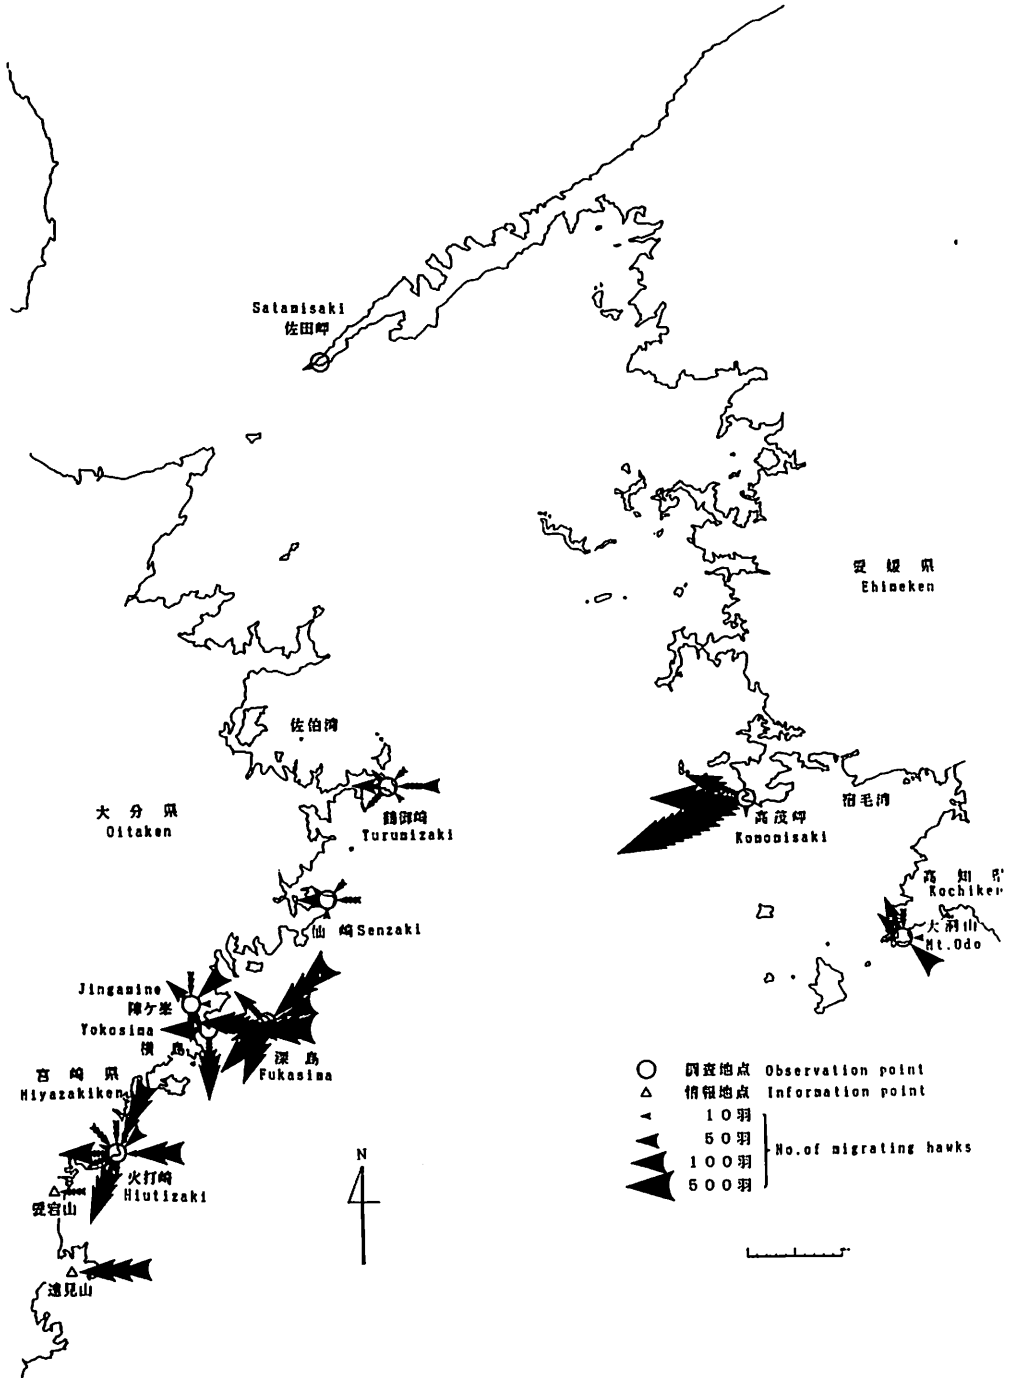 Satamisaki
佐田岬
愛媛県
Ehimeken
佐伯湾
大分県
Oitaken
鶴御崎
Turumizaki
宿毛湾
高茂岬
Komomisaki
高知県
Kochiken
大洞山
Mt.Odo
仙崎Senzaki
Jingamine
陣ケ峯
Yokosima
横島
深島
Fukasima
宮崎県
Miyazakiken
火打崎
Hiutizaki
愛宕山
遠見山
N
調査地点 Observation point
情報地点 Information point
10羽
50羽
100羽
500羽
No.of migrating hawks